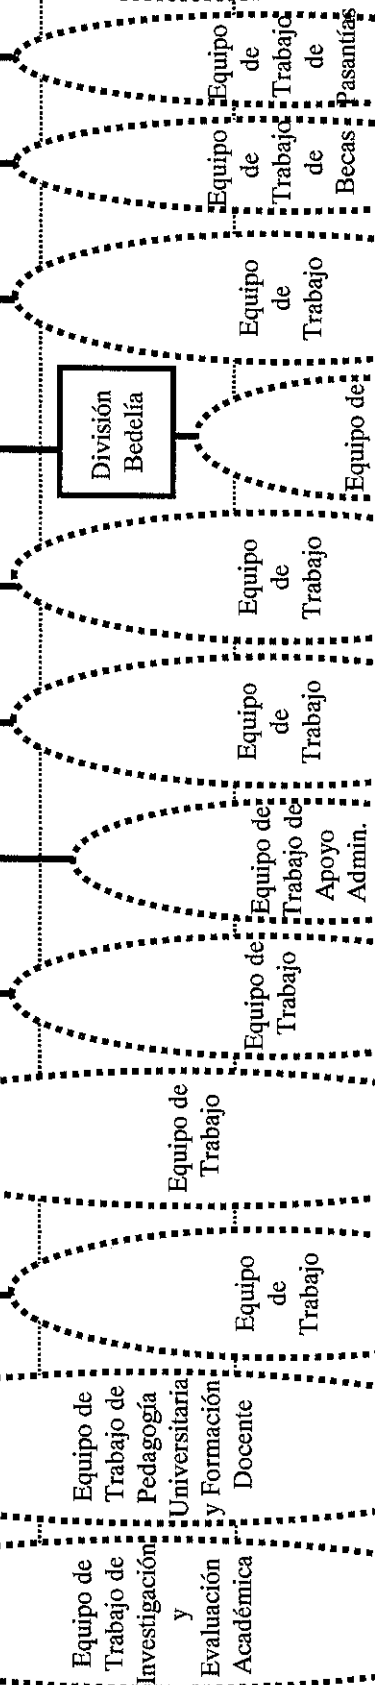 Equipo de
Trabajo de
Investigación
y
Evaluación
Académica
Equipo de
Trabajo de
Pedagogía
Universitaria
y Formación
Docente
Equipo
de
Trabajo
Equipo de
Trabajo
Equipo de
Trabajo
Equipo de
Trabajo de
Apoyo
Admin.
Equipo
de
Trabajo
Equipo
de
Trabajo
División
Bedelía
Equipo de
Equipo
de
Trabajo
Equipo
de
Trabajo
de
Becas
Equipo
de
Trabajo
de
Pasantías